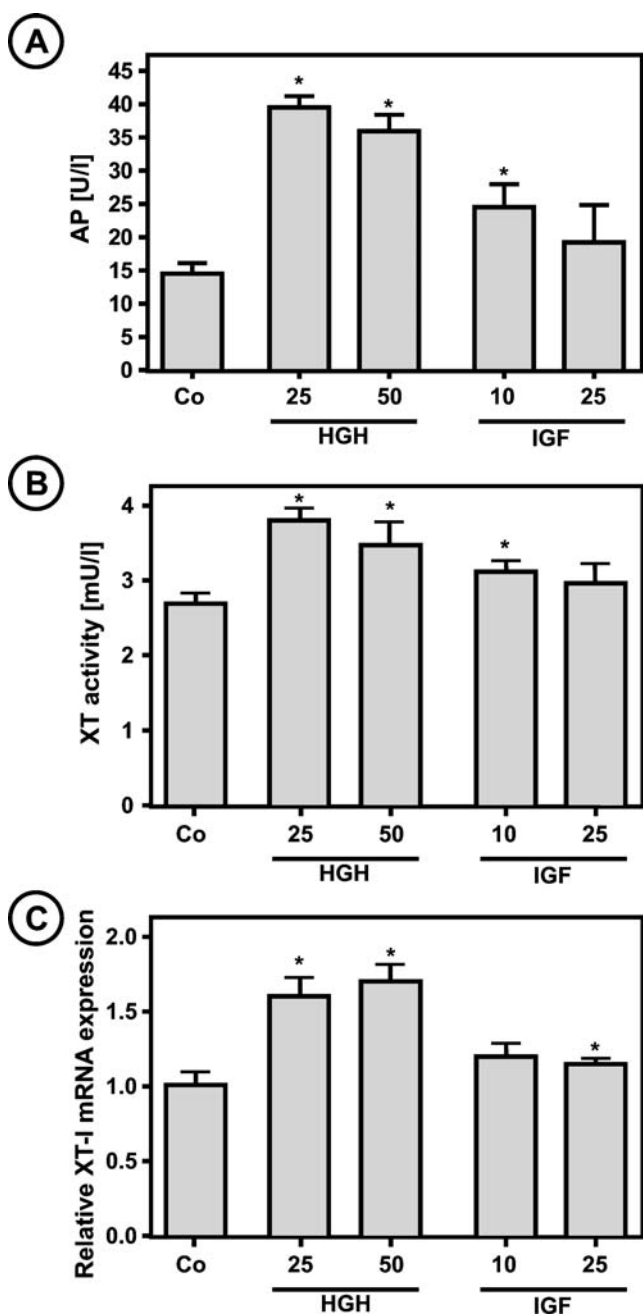 A
AP [U/l]
45
40
35
30
25
20
15
10
5
0
*
*
*
Co
25
50
10
25
HGH
IGF
B
XT activity [mU/l]
4
3
2
1
0
*
*
*
Co
25
50
10
25
HGH
IGF
C
Relative XT-I mRNA expression
2.0
1.5
1.0
0.5
0.0
*
*
*
Co
25
50
10
25
HGH
IGF